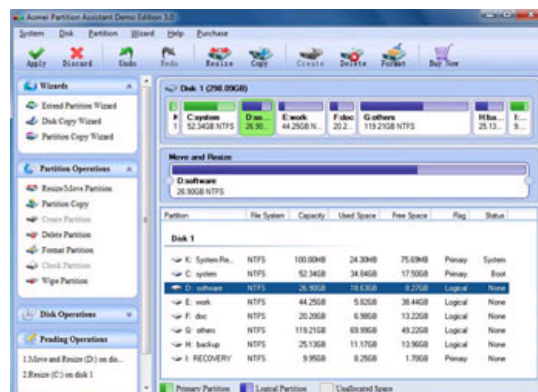 Aomei Partition Assistant Demo Edition 3.0
System Disk Partition Wizard Help Purchase
Apply Discard Undo Redo Resize Copy Create Delete Format Buy Now
Wizards
Extend Partition Wizard
Disk Copy Wizard
Partition Copy Wizard
Partition Operations
Resize/Move Partition
Partition Copy
Create Partition
Delete Partition
Format Partition
Check Partition
Wipe Partition
Disk Operations
Pending Operations
1.Move and Resize (D:) on dis...
2.Resize (C:) on disk 1
Disk 1 (298.09GB)
K C:system D:so... E:work F:doc G:others H:ba... I:...
1 52.34GB NTFS 26.90... 44.25GB N... 20.2... 119.21GB NTFS 25.13... 9...
Move and Resize
D:software
26.90GB NTFS
Partition File System Capacity Used Space Free Space Flag Status
Disk 1
K: System Re... NTFS 100.00MB 24.30MB 75.69MB Primary System
C: system NTFS 52.34GB 34.84GB 17.50GB Primary Boot
D: software NTFS 26.90GB 18.63GB 8.27GB Logical None
E: work NTFS 44.25GB 5.82GB 38.44GB Logical None
F: doc NTFS 20.20GB 6.98GB 13.22GB Logical None
G: others NTFS 119.21GB 69.99GB 49.22GB Logical None
H: backup NTFS 25.13GB 11.17GB 13.96GB Logical None
I: RECOVERY NTFS 9.95GB 8.25GB 1.70GB Primary None
Primary Partition Logical Partition Unallocated Space